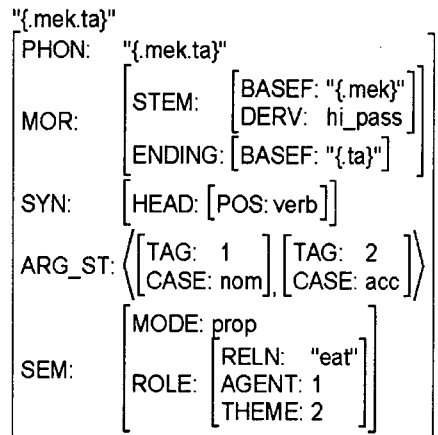 "{.mek.ta}"
PHON: "{.mek.ta}"
MOR: STEM: BASEF: "{.mek}"
DERV: hi_pass
ENDING: [BASEF: "{.ta}"]
SYN: [HEAD: [POS: verb]]
ARG_ST: ⟨[TAG: 1 CASE: nom], [TAG: 2 CASE: acc]⟩
SEM: MODE: prop
ROLE: RELN: "eat"
AGENT: 1
THEME: 2